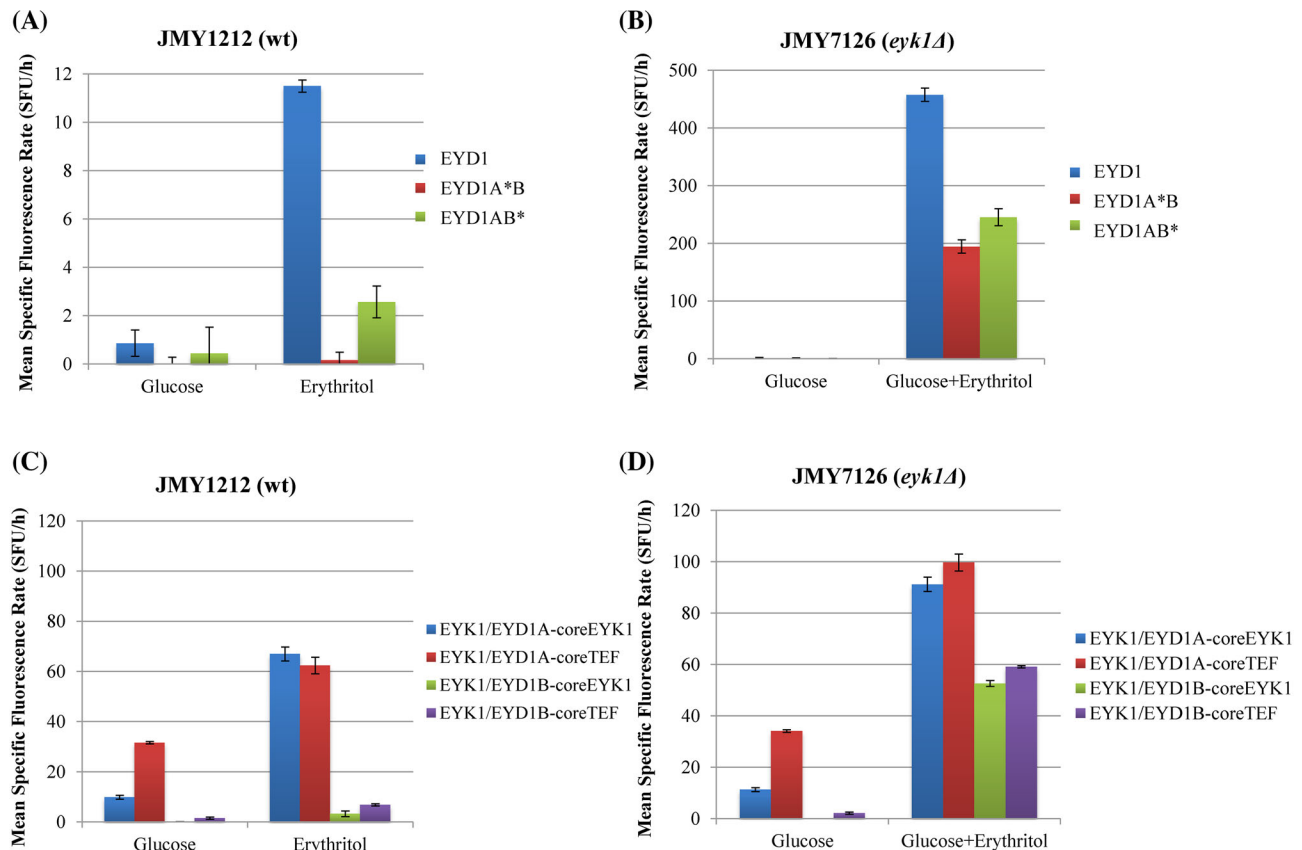 (A)
JMY1212 (wt)
Mean Specific Fluorescence Rate (SFU/h)
12
11
8
6
4
2
0
Glucose
Erythritol
EYD1
EYD1A*B
EYD1AB*
(B)
JMY7126 (eyk1Δ)
Mean Specific Fluorescence Rate (SFU/h)
500
400
300
200
100
0
Glucose
Glucose+Erythritol
EYD1
EYD1A*B
EYD1AB*
(C)
JMY1212 (wt)
Mean Specific Fluorescence Rate (SFU/h)
120
100
80
60
40
20
0
Glucose
Erythritol
EYK1/EYD1A-coreEYK1
EYK1/EYD1A-coreTEF
EYK1/EYD1B-coreEYK1
EYK1/EYD1B-coreTEF
(D)
JMY7126 (eyk1Δ)
Mean Specific Fluorescence Rate (SFU/h)
120
100
80
60
40
20
0
Glucose
Glucose+Erythritol
EYK1/EYD1A-coreEYK1
EYK1/EYD1A-coreTEF
EYK1/EYD1B-coreEYK1
EYK1/EYD1B-coreTEF